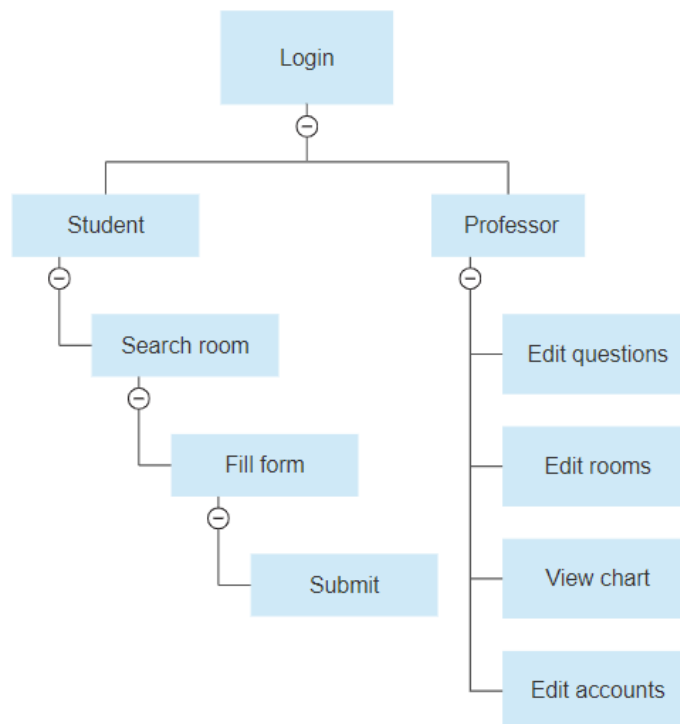 Login
Student
Professor
Search room
Edit questions
Fill form
Edit rooms
Submit
View chart
Edit accounts